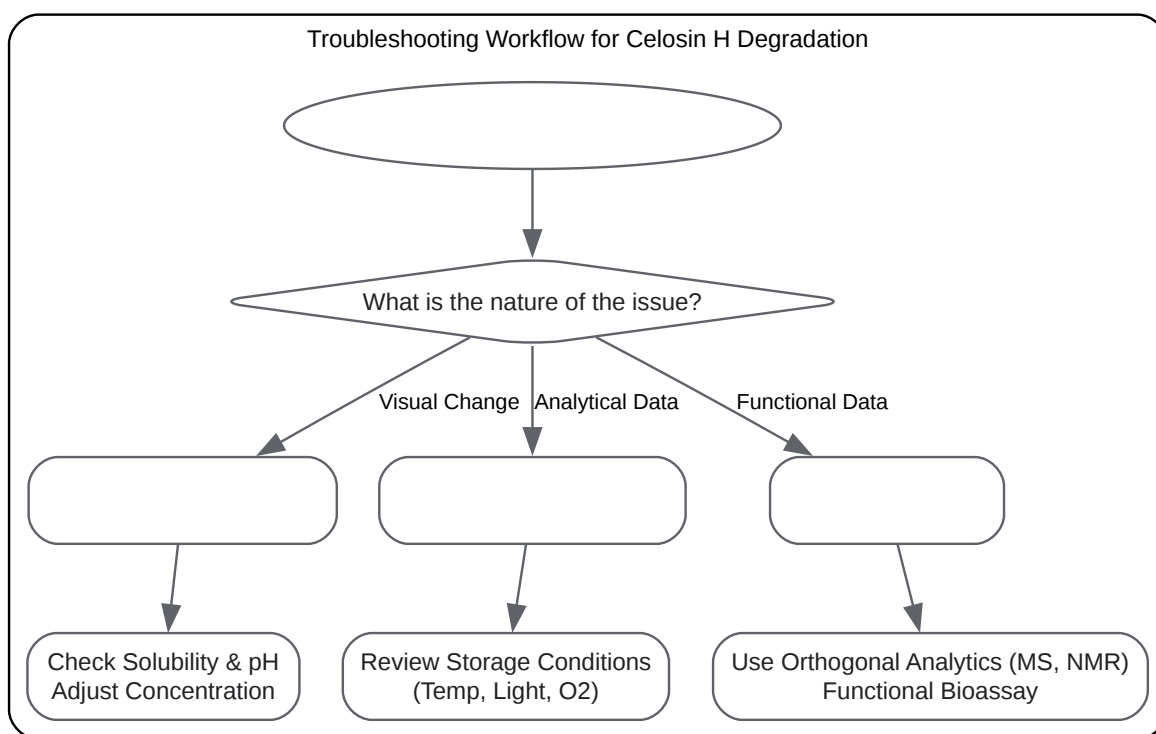 Troubleshooting Workflow for Celosin H Degradation
What is the nature of the issue?
Visual Change
Analytical Data
Functional Data
Check Solubility & pH
Adjust Concentration
Review Storage Conditions
(Temp, Light, O2)
Use Orthogonal Analytics (MS, NMR)
Functional Bioassay